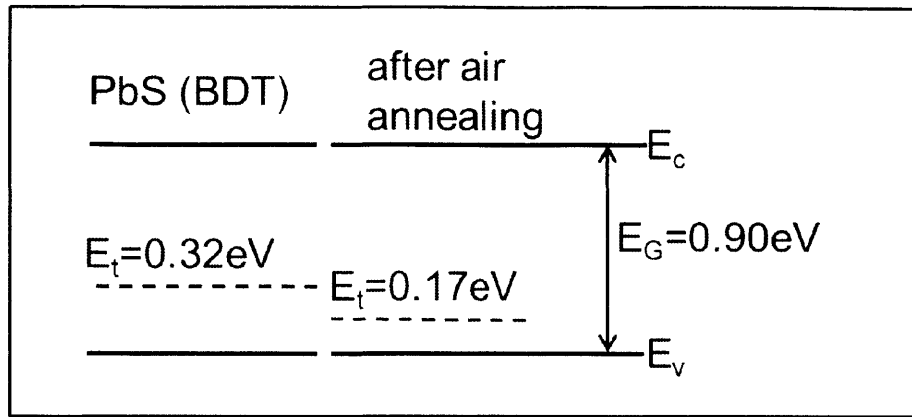 PbS (BDT)
after air
annealing
E_c
E_G=0.90eV
E_t=0.32eV
E_t=0.17eV
E_v